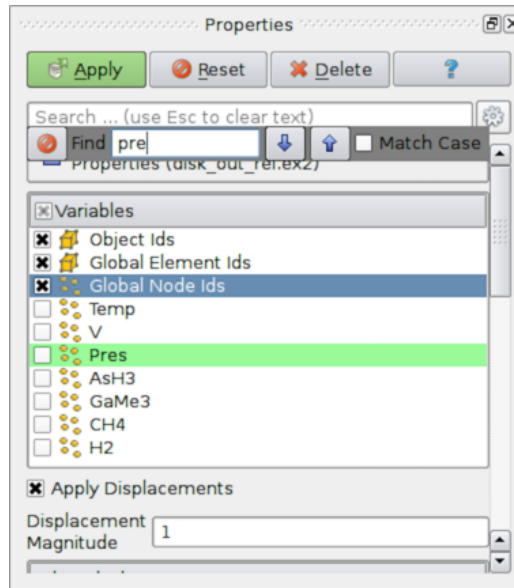 Properties
Apply Reset Delete ?
Search ... (use Esc to clear text)
Find pre Match Case
Properties (disk_out_ref.ex2)
Variables
Object Ids
Global Element Ids
Global Node Ids
Temp
V
Pres
AsH3
GaMe3
CH4
H2
Apply Displacements
Displacement
Magnitude
1